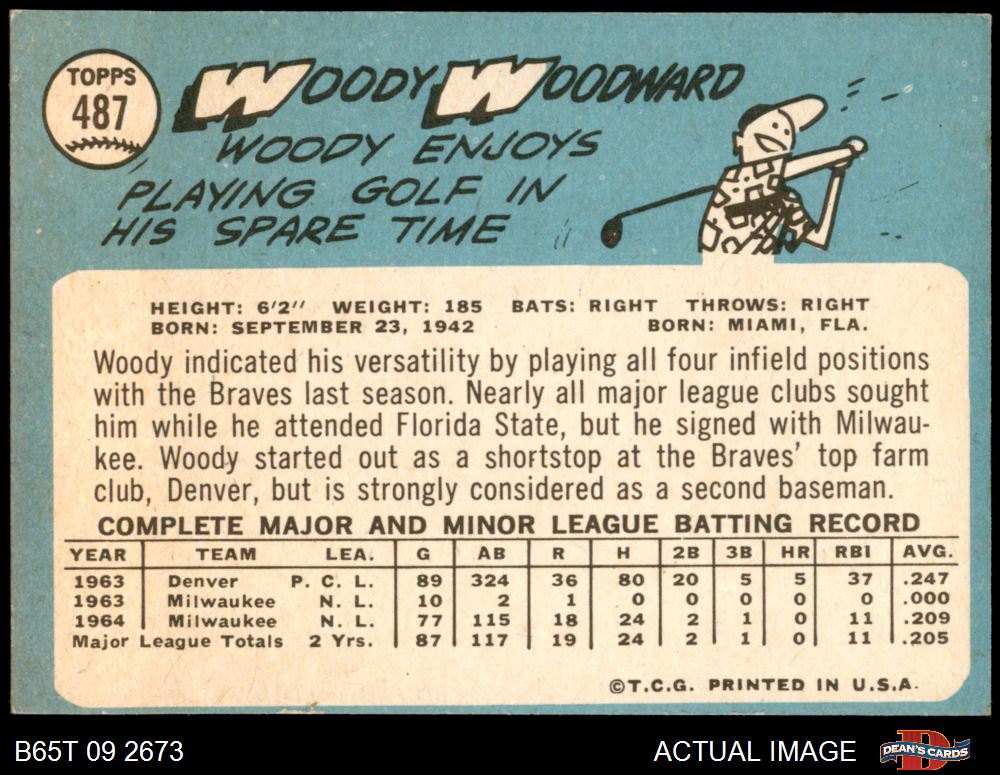 TOPPS
487
WOODY WOODWARD
WOODY ENJOYS
PLAYING GOLF IN
HIS SPARE TIME
HEIGHT: 6'2" WEIGHT: 185 BATS: RIGHT THROWS: RIGHT
BORN: SEPTEMBER 23, 1942 BORN: MIAMI, FLA.
Woody indicated his versatility by playing all four infield positions
with the Braves last season. Nearly all major league clubs sought
him while he attended Florida State, but he signed with Milwau-
kee. Woody started out as a shortstop at the Braves' top farm
club, Denver, but is strongly considered as a second baseman.
COMPLETE MAJOR AND MINOR LEAGUE BATTING RECORD
YEAR TEAM LEA. G AB R H 2B 3B HR RBI AVG.
1963 Denver P. C. L. 89 324 36 80 20 5 5 37 .247
1963 Milwaukee N. L. 10 2 1 0 0 0 0 0 .000
1964 Milwaukee N. L. 77 115 18 24 2 1 0 11 .209
Major League Totals 2 Yrs. 87 117 19 24 2 1 0 11 .205
©T.C.G. PRINTED IN U.S.A.
B65T 09 2673 ACTUAL IMAGE DEAN'S CARDS